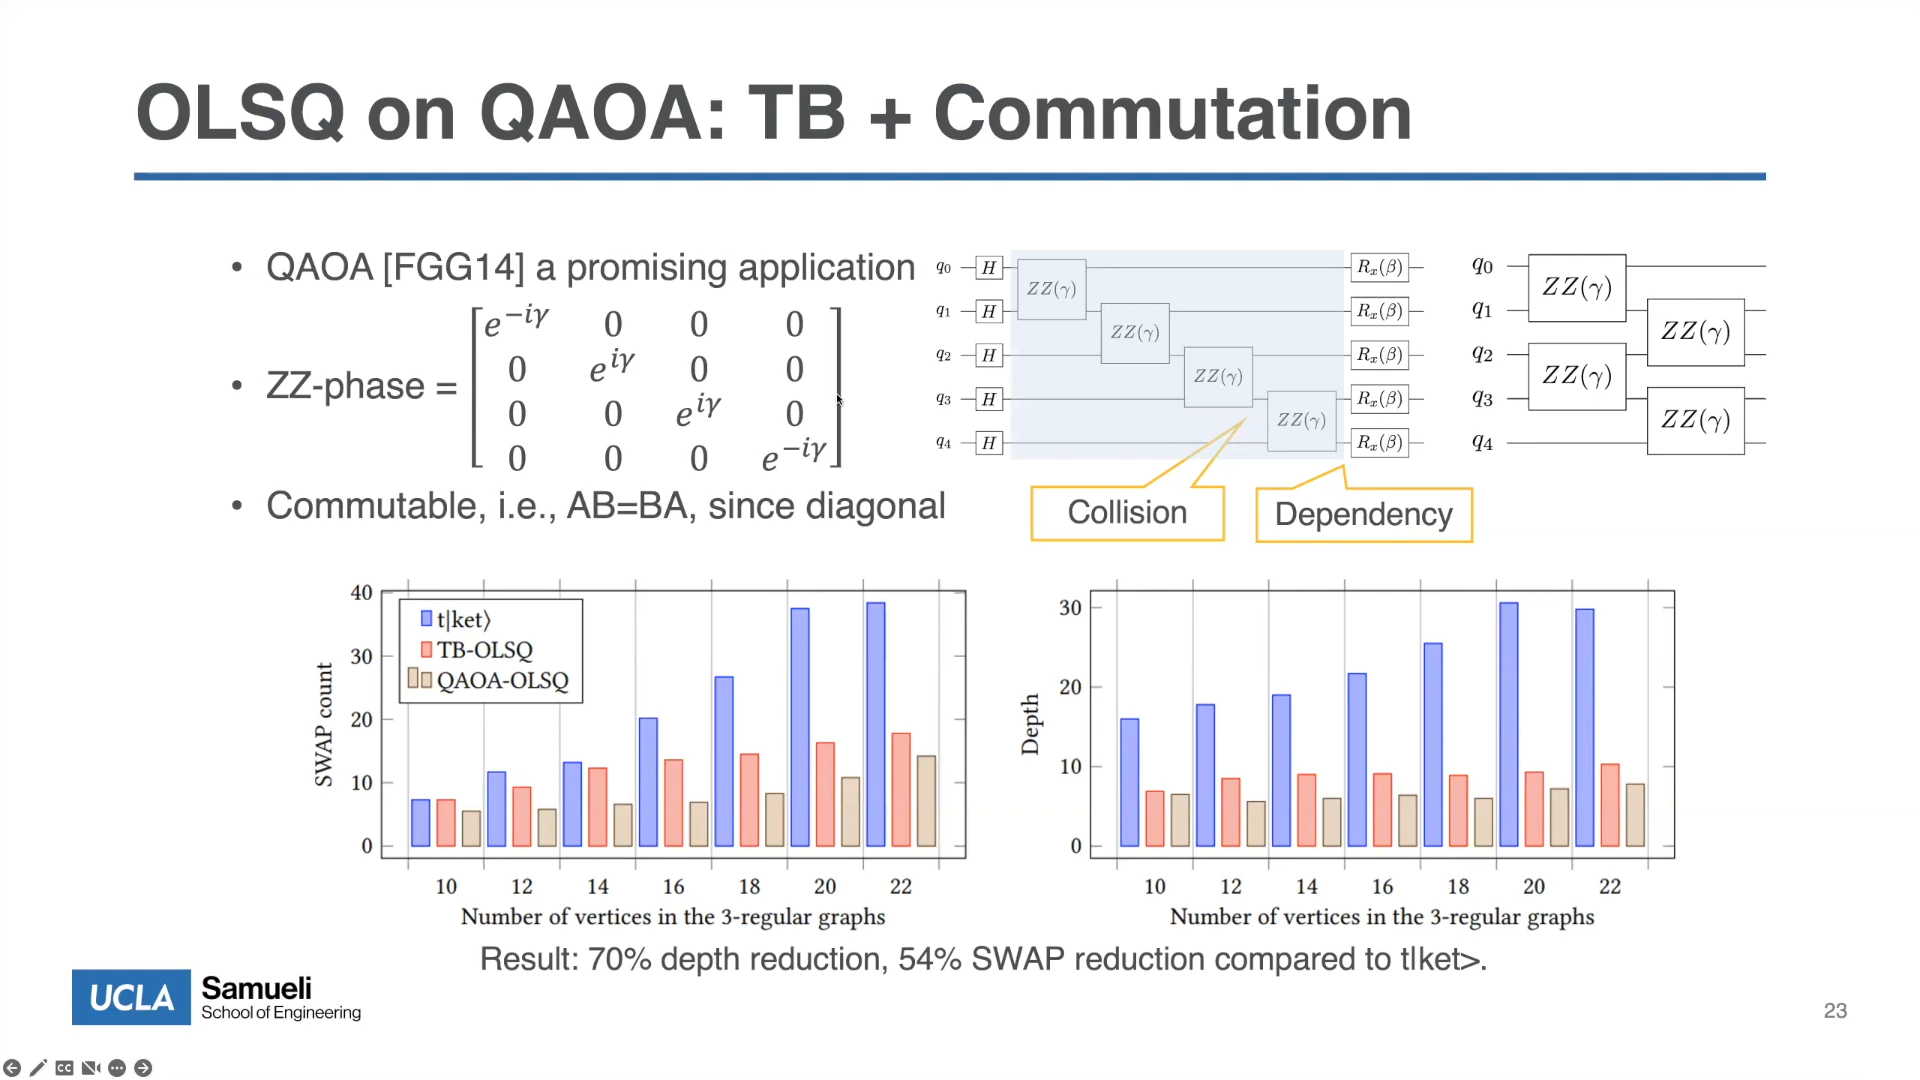 OLSQ on QAOA: TB + Commutation
• QAOA [FGG14] a promising application
• ZZ-phase =
e^{-iγ} 0 0 0
0 e^{iγ} 0 0
0 0 e^{iγ} 0
0 0 0 e^{-iγ}
• Commutable, i.e., AB=BA, since diagonal
q₀ H ZZ(γ) Rₓ(β)
q₁ H ZZ(γ) Rₓ(β)
q₂ H ZZ(γ) Rₓ(β)
q₃ H ZZ(γ) Rₓ(β)
q₄ H Rₓ(β)
Collision
Dependency
q₀ ZZ(γ)
q₁ ZZ(γ)
q₂ ZZ(γ)
q₃ ZZ(γ)
q₄
SWAP count
40
30
20
10
0
t|ket⟩
TB-OLSQ
QAOA-OLSQ
10 12 14 16 18 20 22
Number of vertices in the 3-regular graphs
Depth
30
20
10
0
10 12 14 16 18 20 22
Number of vertices in the 3-regular graphs
Result: 70% depth reduction, 54% SWAP reduction compared to t|ket>.
UCLA Samueli
School of Engineering
23
CC